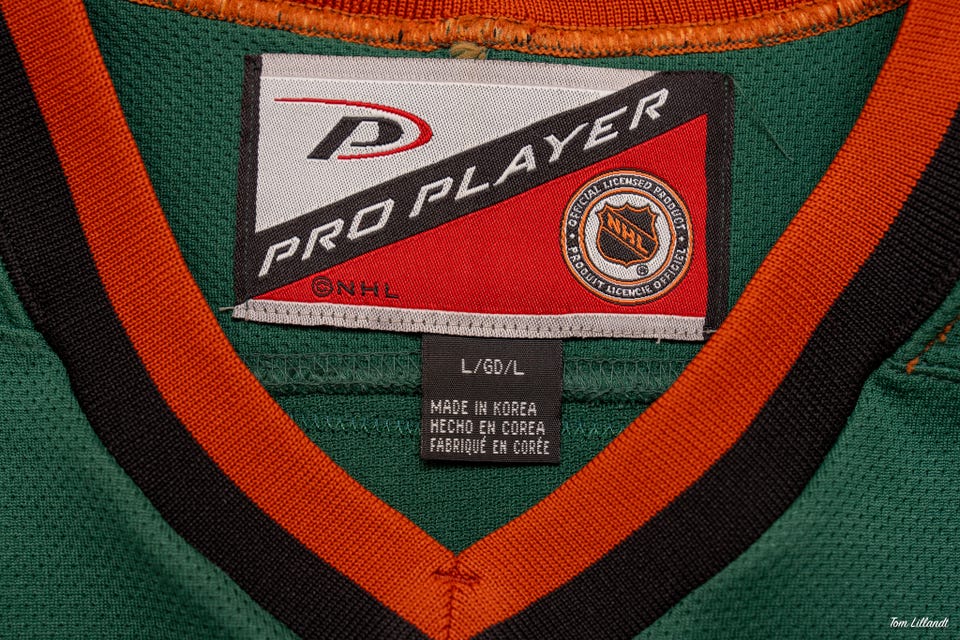 PRO PLAYER
OFFICIAL LICENSED PRODUCT
NHL
®
PRODUIT LICENCIE OFFICIEL
©NHL
L/GD/L
MADE IN KOREA
HECHO EN COREA
FABRIQUÉ EN CORÉE
Tom Lillandt